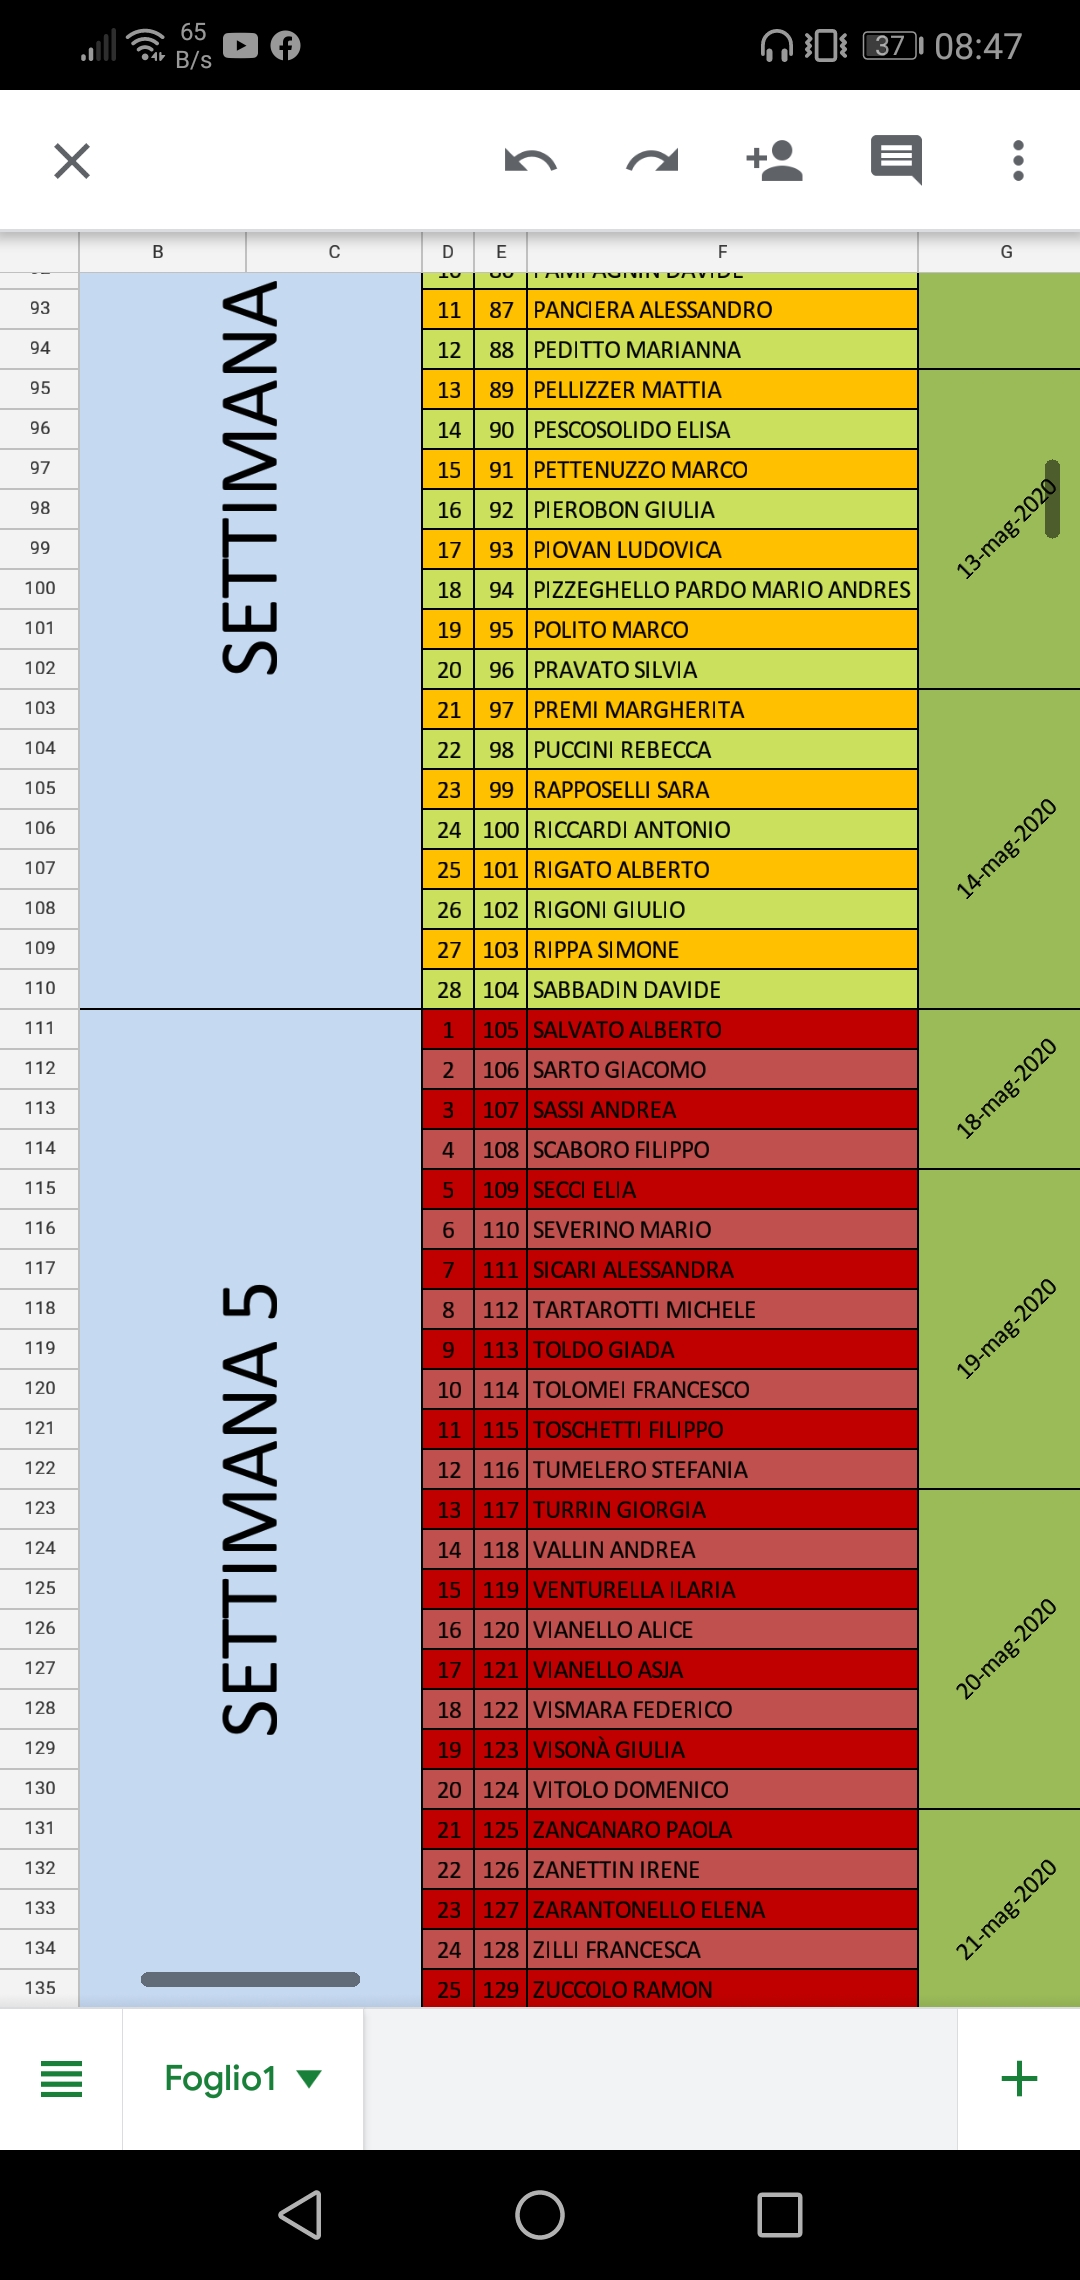 65 B/s 37 08:47
B C D E F G
93 11 87 PANCIERA ALESSANDRO
94 12 88 PEDITTO MARIANNA
95 13 89 PELLIZZER MATTIA
96 14 90 PESCOSOLIDO ELISA
97 15 91 PETTENUZZO MARCO
98 16 92 PIEROBON GIULIA
99 17 93 PIOVAN LUDOVICA
100 18 94 PIZZEGHELLO PARDO MARIO ANDRES
101 19 95 POLITO MARCO
102 20 96 PRAVATO SILVIA
13-mag-2020
SETTIMANA
103 21 97 PREMI MARGHERITA
104 22 98 PUCCINI REBECCA
105 23 99 RAPPOSELLI SARA
106 24 100 RICCARDI ANTONIO
107 25 101 RIGATO ALBERTO
108 26 102 RIGONI GIULIO
109 27 103 RIPPA SIMONE
110 28 104 SABBADIN DAVIDE
14-mag-2020
SETTIMANA 5
111 1 105 SALVATO ALBERTO
112 2 106 SARTO GIACOMO
113 3 107 SASSI ANDREA
114 4 108 SCABORO FILIPPO
18-mag-2020
115 5 109 SECCI ELIA
116 6 110 SEVERINO MARIO
117 7 111 SICARI ALESSANDRA
118 8 112 TARTAROTTI MICHELE
119 9 113 TOLDO GIADA
120 10 114 TOLOMEI FRANCESCO
121 11 115 TOSCHETTI FILIPPO
122 12 116 TUMELERO STEFANIA
19-mag-2020
123 13 117 TURRIN GIORGIA
124 14 118 VALLIN ANDREA
125 15 119 VENTURELLA ILARIA
126 16 120 VIANELLO ALICE
127 17 121 VIANELLO ASJA
128 18 122 VISMARA FEDERICO
129 19 123 VISONÀ GIULIA
130 20 124 VITOLO DOMENICO
20-mag-2020
131 21 125 ZANCANARO PAOLA
132 22 126 ZANETTIN IRENE
133 23 127 ZARANTONELLO ELENA
134 24 128 ZILLI FRANCESCA
135 25 129 ZUCCOLO RAMON
21-mag-2020
Foglio1